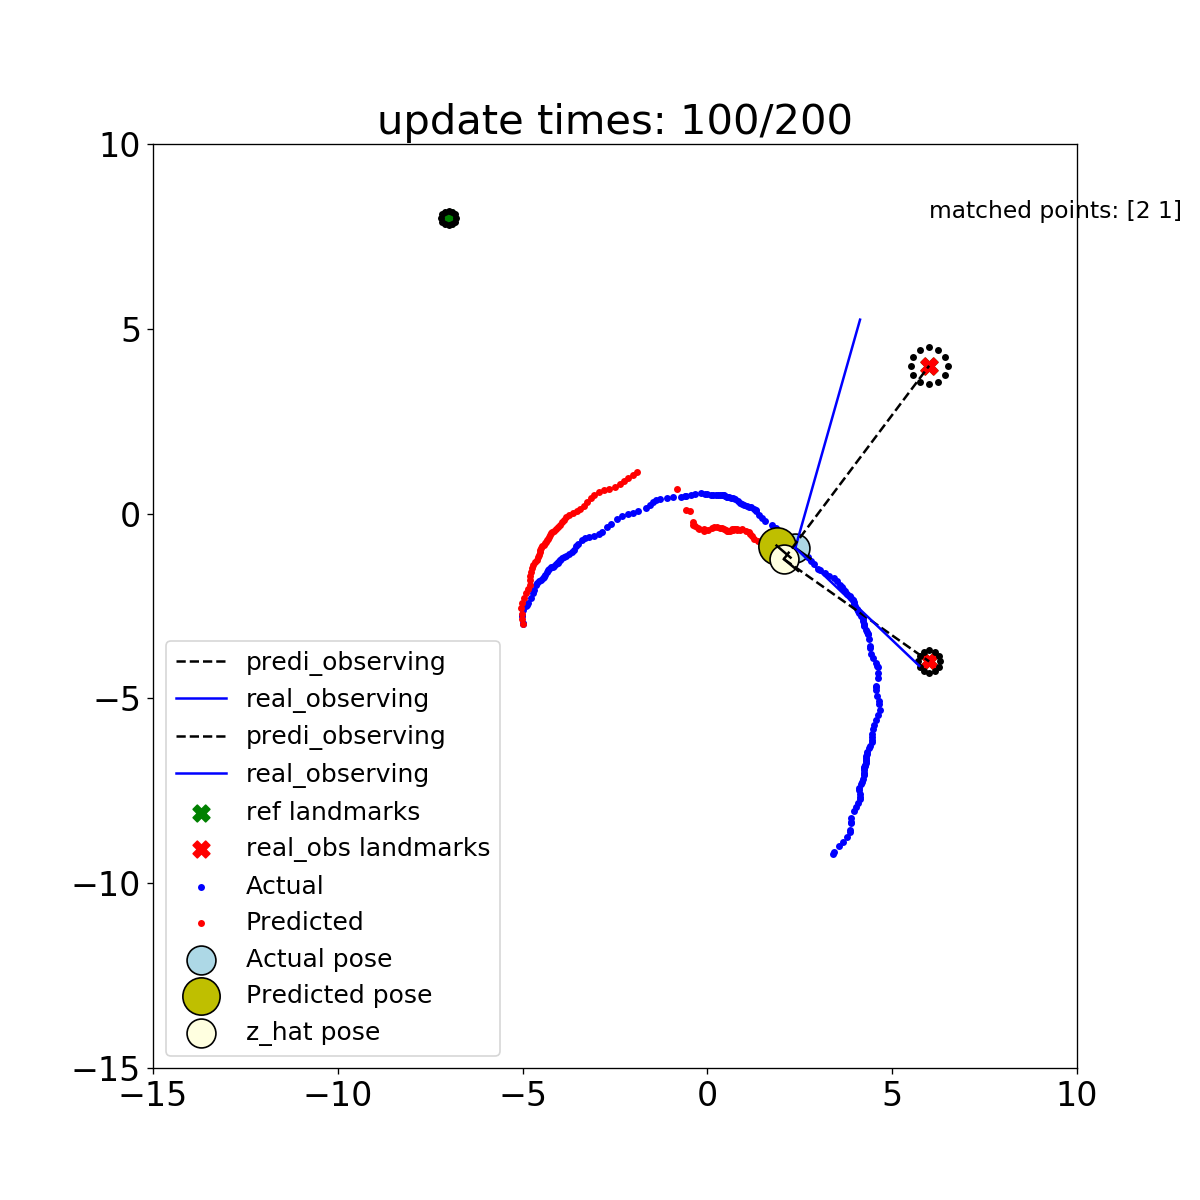 update times: 100/200
10
matched points: [2 1]
5
0
−5
−10
−15
predi_observing
real_observing
predi_observing
real_observing
ref landmarks
real_obs landmarks
Actual
Predicted
Actual pose
Predicted pose
z_hat pose
−15 −10 −5 0 5 10